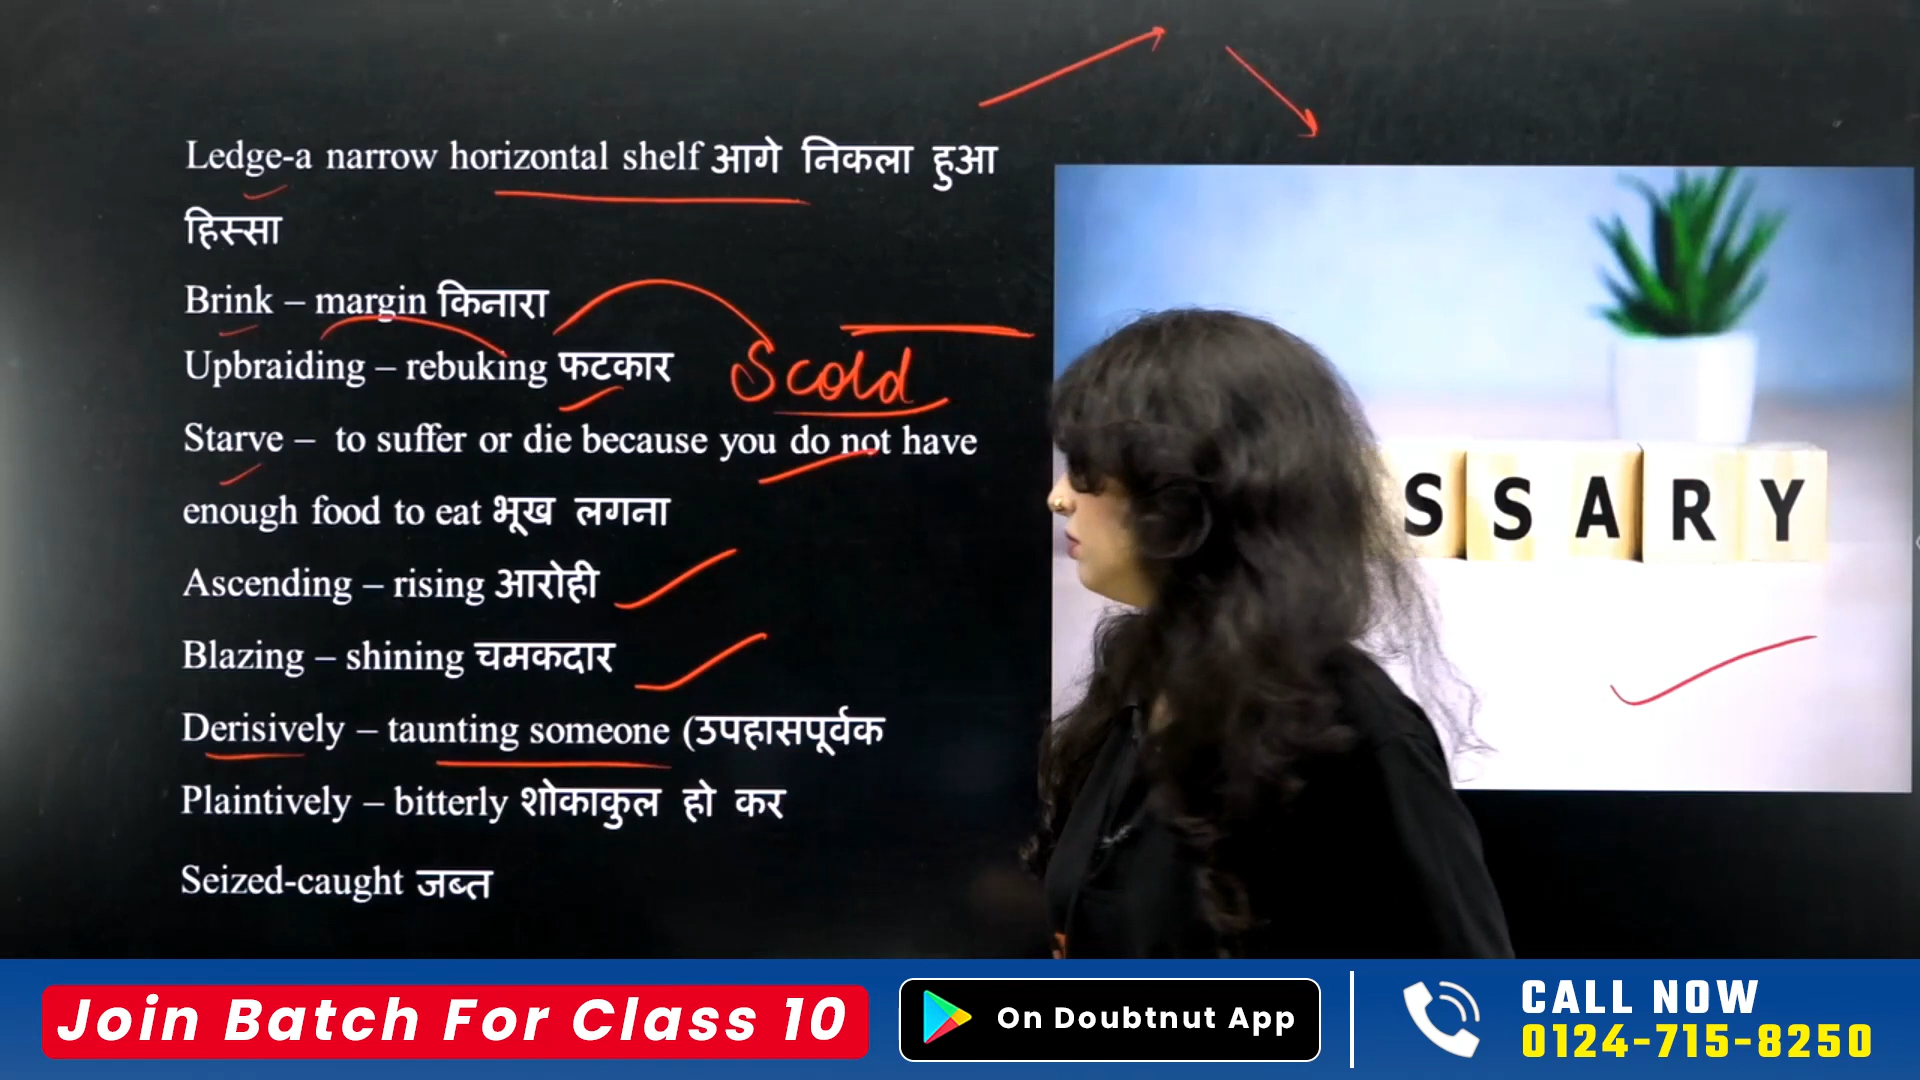 Ledge-a narrow horizontal shelf आगे निकला हुआ
हिस्सा
Brink – margin किनारा
Upbraiding – rebuking फटकार Scold
Starve – to suffer or die because you do not have
enough food to eat भूख लगना
Ascending – rising आरोही
Blazing – shining चमकदार
Derisively – taunting someone (उपहासपूर्वक
Plaintively – bitterly शोकाकुल हो कर
Seized-caught जब्त
SSARY
Join Batch For Class 10
On Doubtnut App
CALL NOW
0124-715-8250